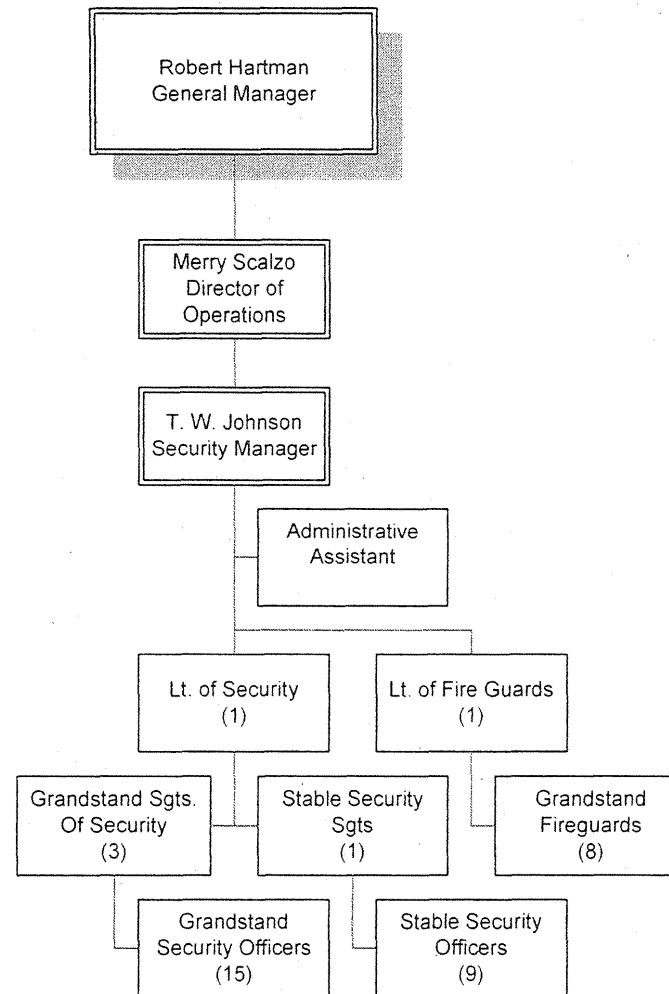 Robert Hartman
General Manager
Merry Scalzo
Director of
Operations
T. W. Johnson
Security Manager
Administrative
Assistant
Lt. of Security
(1)
Lt. of Fire Guards
(1)
Grandstand Sgts.
Of Security
(3)
Stable Security
Sgts
(1)
Grandstand
Fireguards
(8)
Grandstand
Security Officers
(15)
Stable Security
Officers
(9)